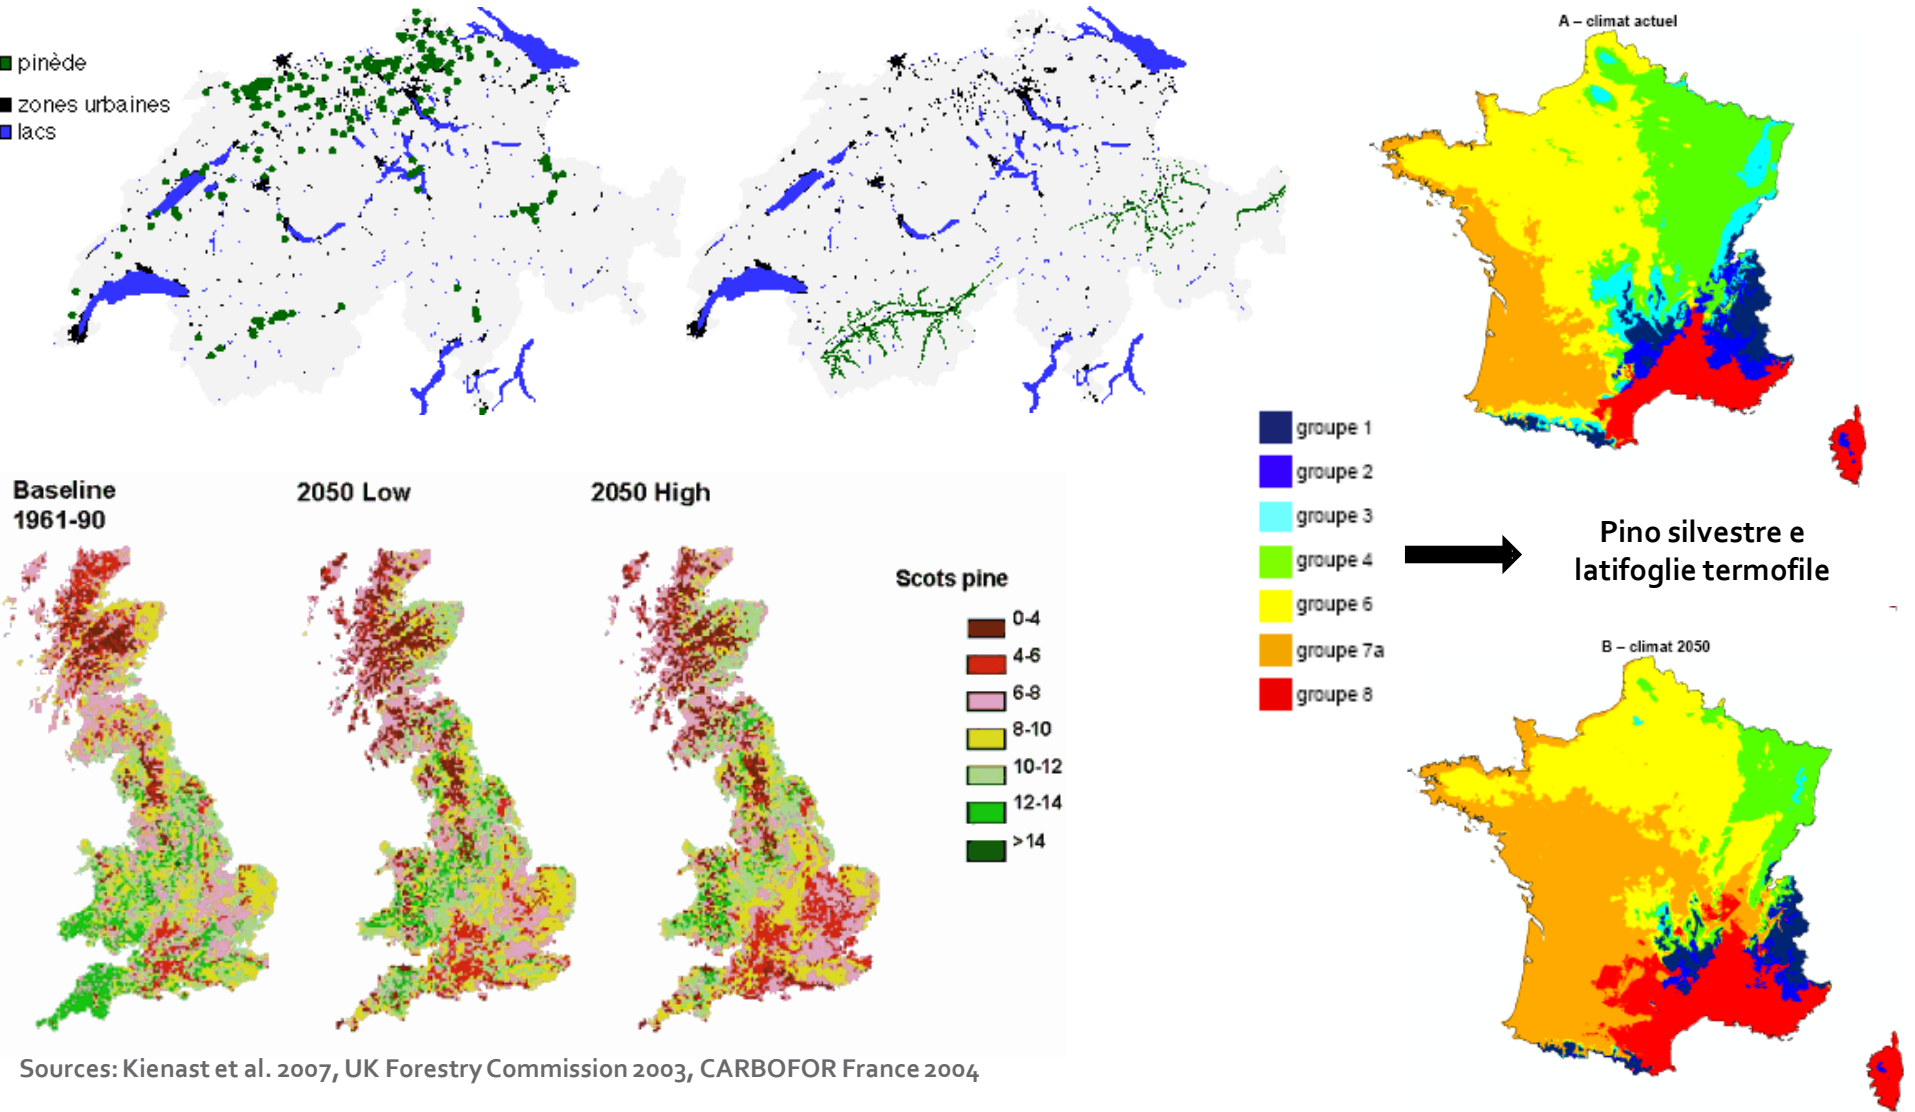 pinède
zones urbaines
lacs
A – climat actuel
groupe 1
groupe 2
groupe 3
groupe 4
groupe 6
groupe 7a
groupe 8
Pino silvestre e
latifoglie termofile
B – climat 2050
Baseline
1961-90
2050 Low
2050 High
Scots pine
0-4
4-6
6-8
8-10
10-12
12-14
>14
Sources: Kienast et al. 2007, UK Forestry Commission 2003, CARBOFOR France 2004